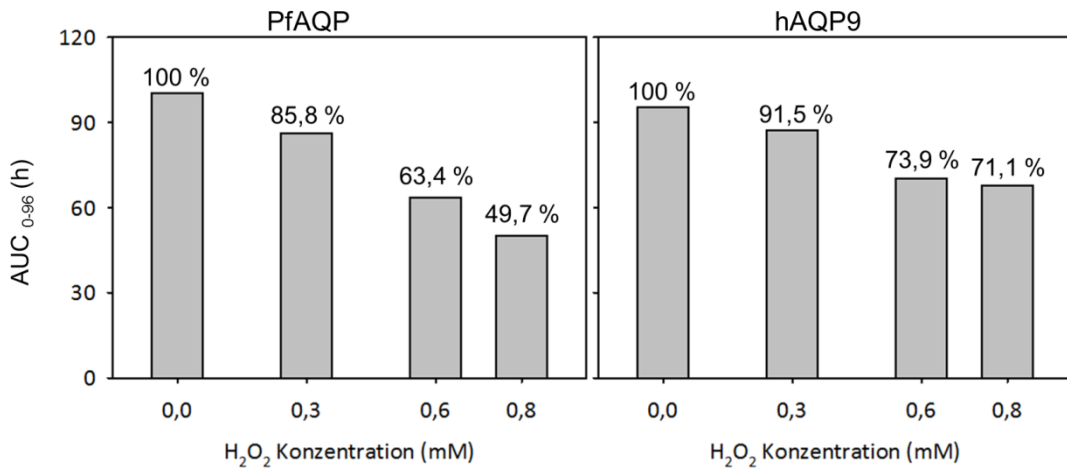 PfAQP
hAQP9
AUC 0-96 (h)
120
90
60
30
0
100 %
85,8 %
63,4 %
49,7 %
100 %
91,5 %
73,9 %
71,1 %
0,0 0,3 0,6 0,8
0,0 0,3 0,6 0,8
H₂O₂ Konzentration (mM)
H₂O₂ Konzentration (mM)